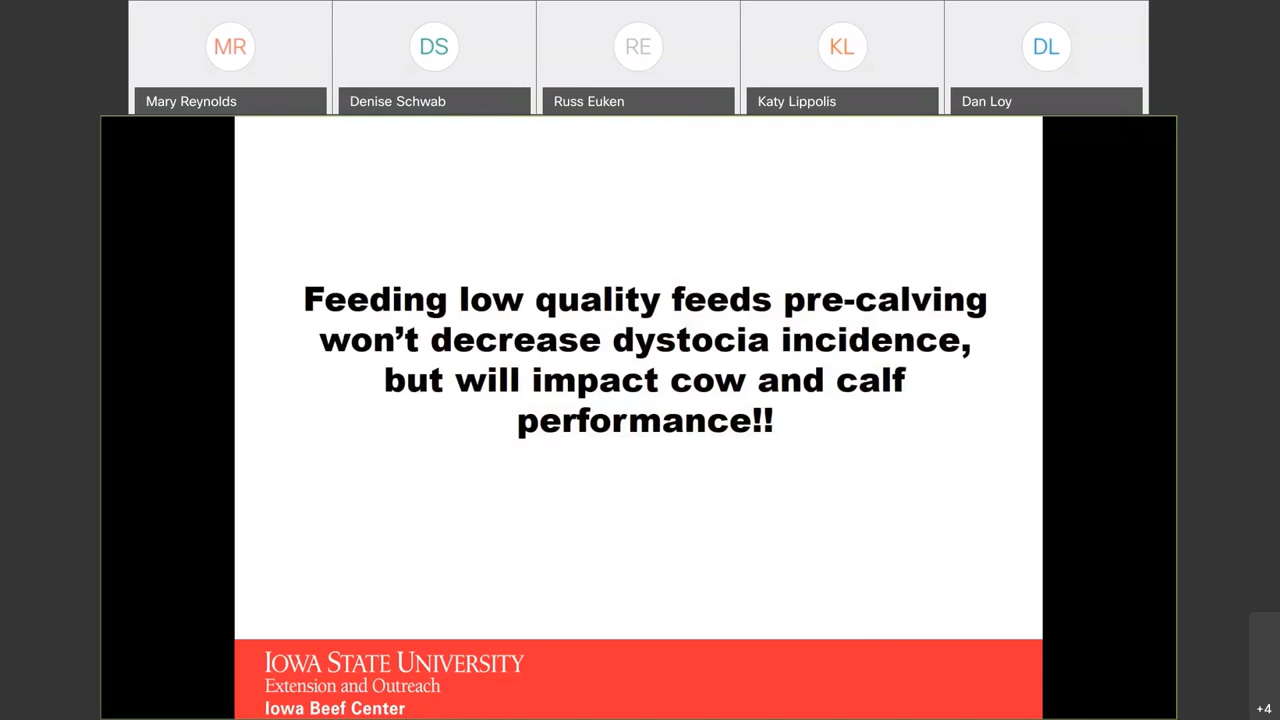 MR
DS
RE
KL
DL
Mary Reynolds
Denise Schwab
Russ Euken
Katy Lippolis
Dan Loy
Feeding low quality feeds pre-calving
won't decrease dystocia incidence,
but will impact cow and calf
performance!!
IOWA STATE UNIVERSITY
Extension and Outreach
Iowa Beef Center
+4